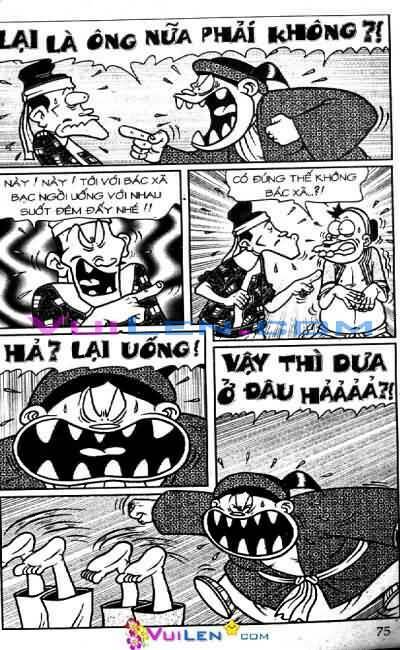 LẠI LÀ ÔNG NỮA PHẢI KHÔNG?!
NÀY! NÀY! TÔI VỚI BÁC XÃ
BẠC NGỒI UỐNG VỚI NHAU
SUỐT ĐÊM ĐẤY NHÉ!!
CÓ ĐÚNG THẾ KHÔNG
BÁC XÃ..?!
VUILEN.COM
HẢ? LẠI UỐNG!
VẬY THÌ DƯA
Ở ĐÂU HẢẢẢẢ?!
75
VUILEN.COM